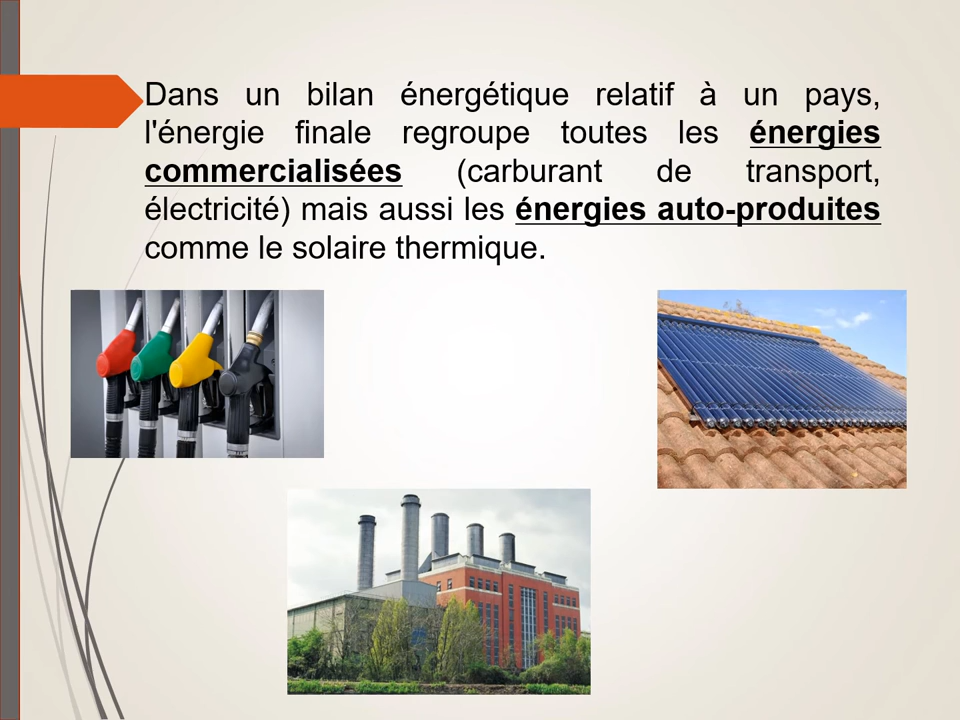 Dans un bilan énergétique relatif à un pays,
l'énergie finale regroupe toutes les énergies
commercialisées (carburant de transport,
électricité) mais aussi les énergies auto-produites
comme le solaire thermique.